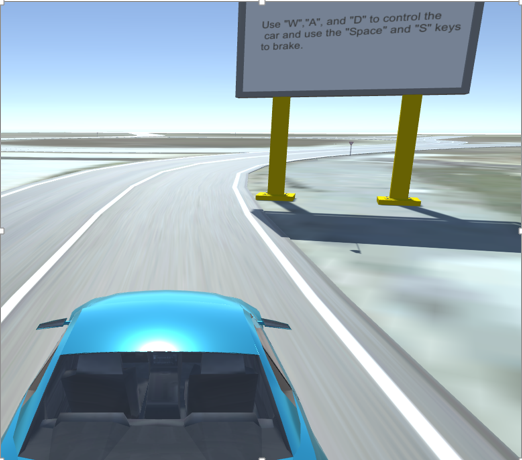 Use "W","A", and "D" to control the
car and use the "Space" and "S" keys
to brake.